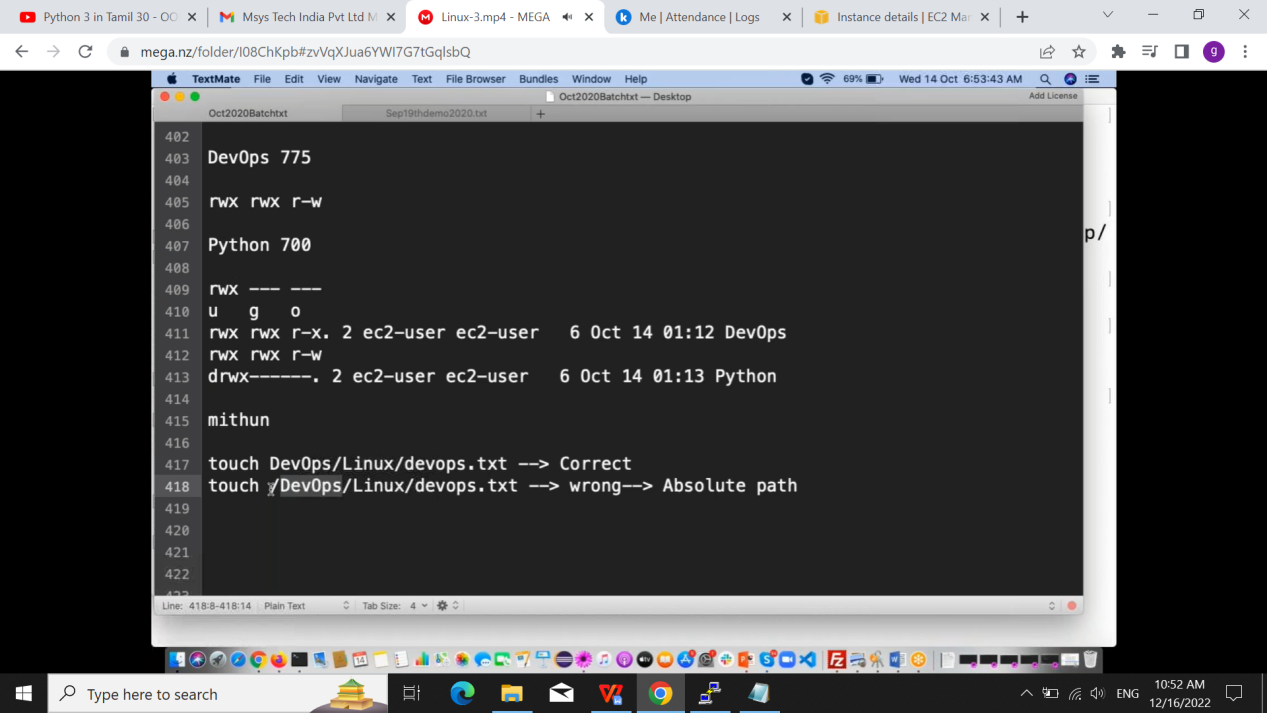 Python 3 in Tamil 30 - OO
Msys Tech India Pvt Ltd M
Linux-3.mp4 - MEGA
Me | Attendance | Logs
Instance details | EC2 Mar
mega.nz/folder/I08ChKpb#zvVqXJua6YWI7G7tGqlsbQ
g
TextMate File Edit View Navigate Text File Browser Bundles Window Help
69% Wed 14 Oct 6:53:43 AM
Oct2020Batchtxt — Desktop
Add License
Oct2020Batchtxt
Sep19thdemo2020.txt
402
403 DevOps 775
404
405 rwx rwx r-w
406
407 Python 700
408
409 rwx --- ---
410 u g o
411 rwx rwx r-x. 2 ec2-user ec2-user 6 Oct 14 01:12 DevOps
412 rwx rwx r-w
413 drwx------. 2 ec2-user ec2-user 6 Oct 14 01:13 Python
414
415 mithun
416
417 touch DevOps/Linux/devops.txt --> Correct
418 touch /DevOps/Linux/devops.txt --> wrong--> Absolute path
419
420
421
422
p/
Line: 418:8-418:14 Plain Text Tab Size: 4
Type here to search
ENG
10:52 AM
12/16/2022